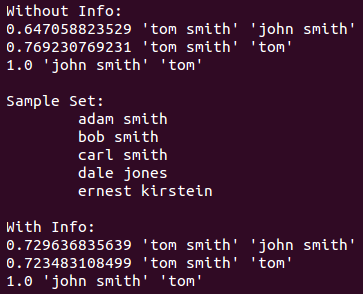 Without Info:
0.647058823529 'tom smith' 'john smith'
0.769230769231 'tom smith' 'tom'
1.0 'john smith' 'tom'
Sample Set:
adam smith
bob smith
carl smith
dale jones
ernest kirstein
With Info:
0.729636835639 'tom smith' 'john smith'
0.723483108499 'tom smith' 'tom'
1.0 'john smith' 'tom'